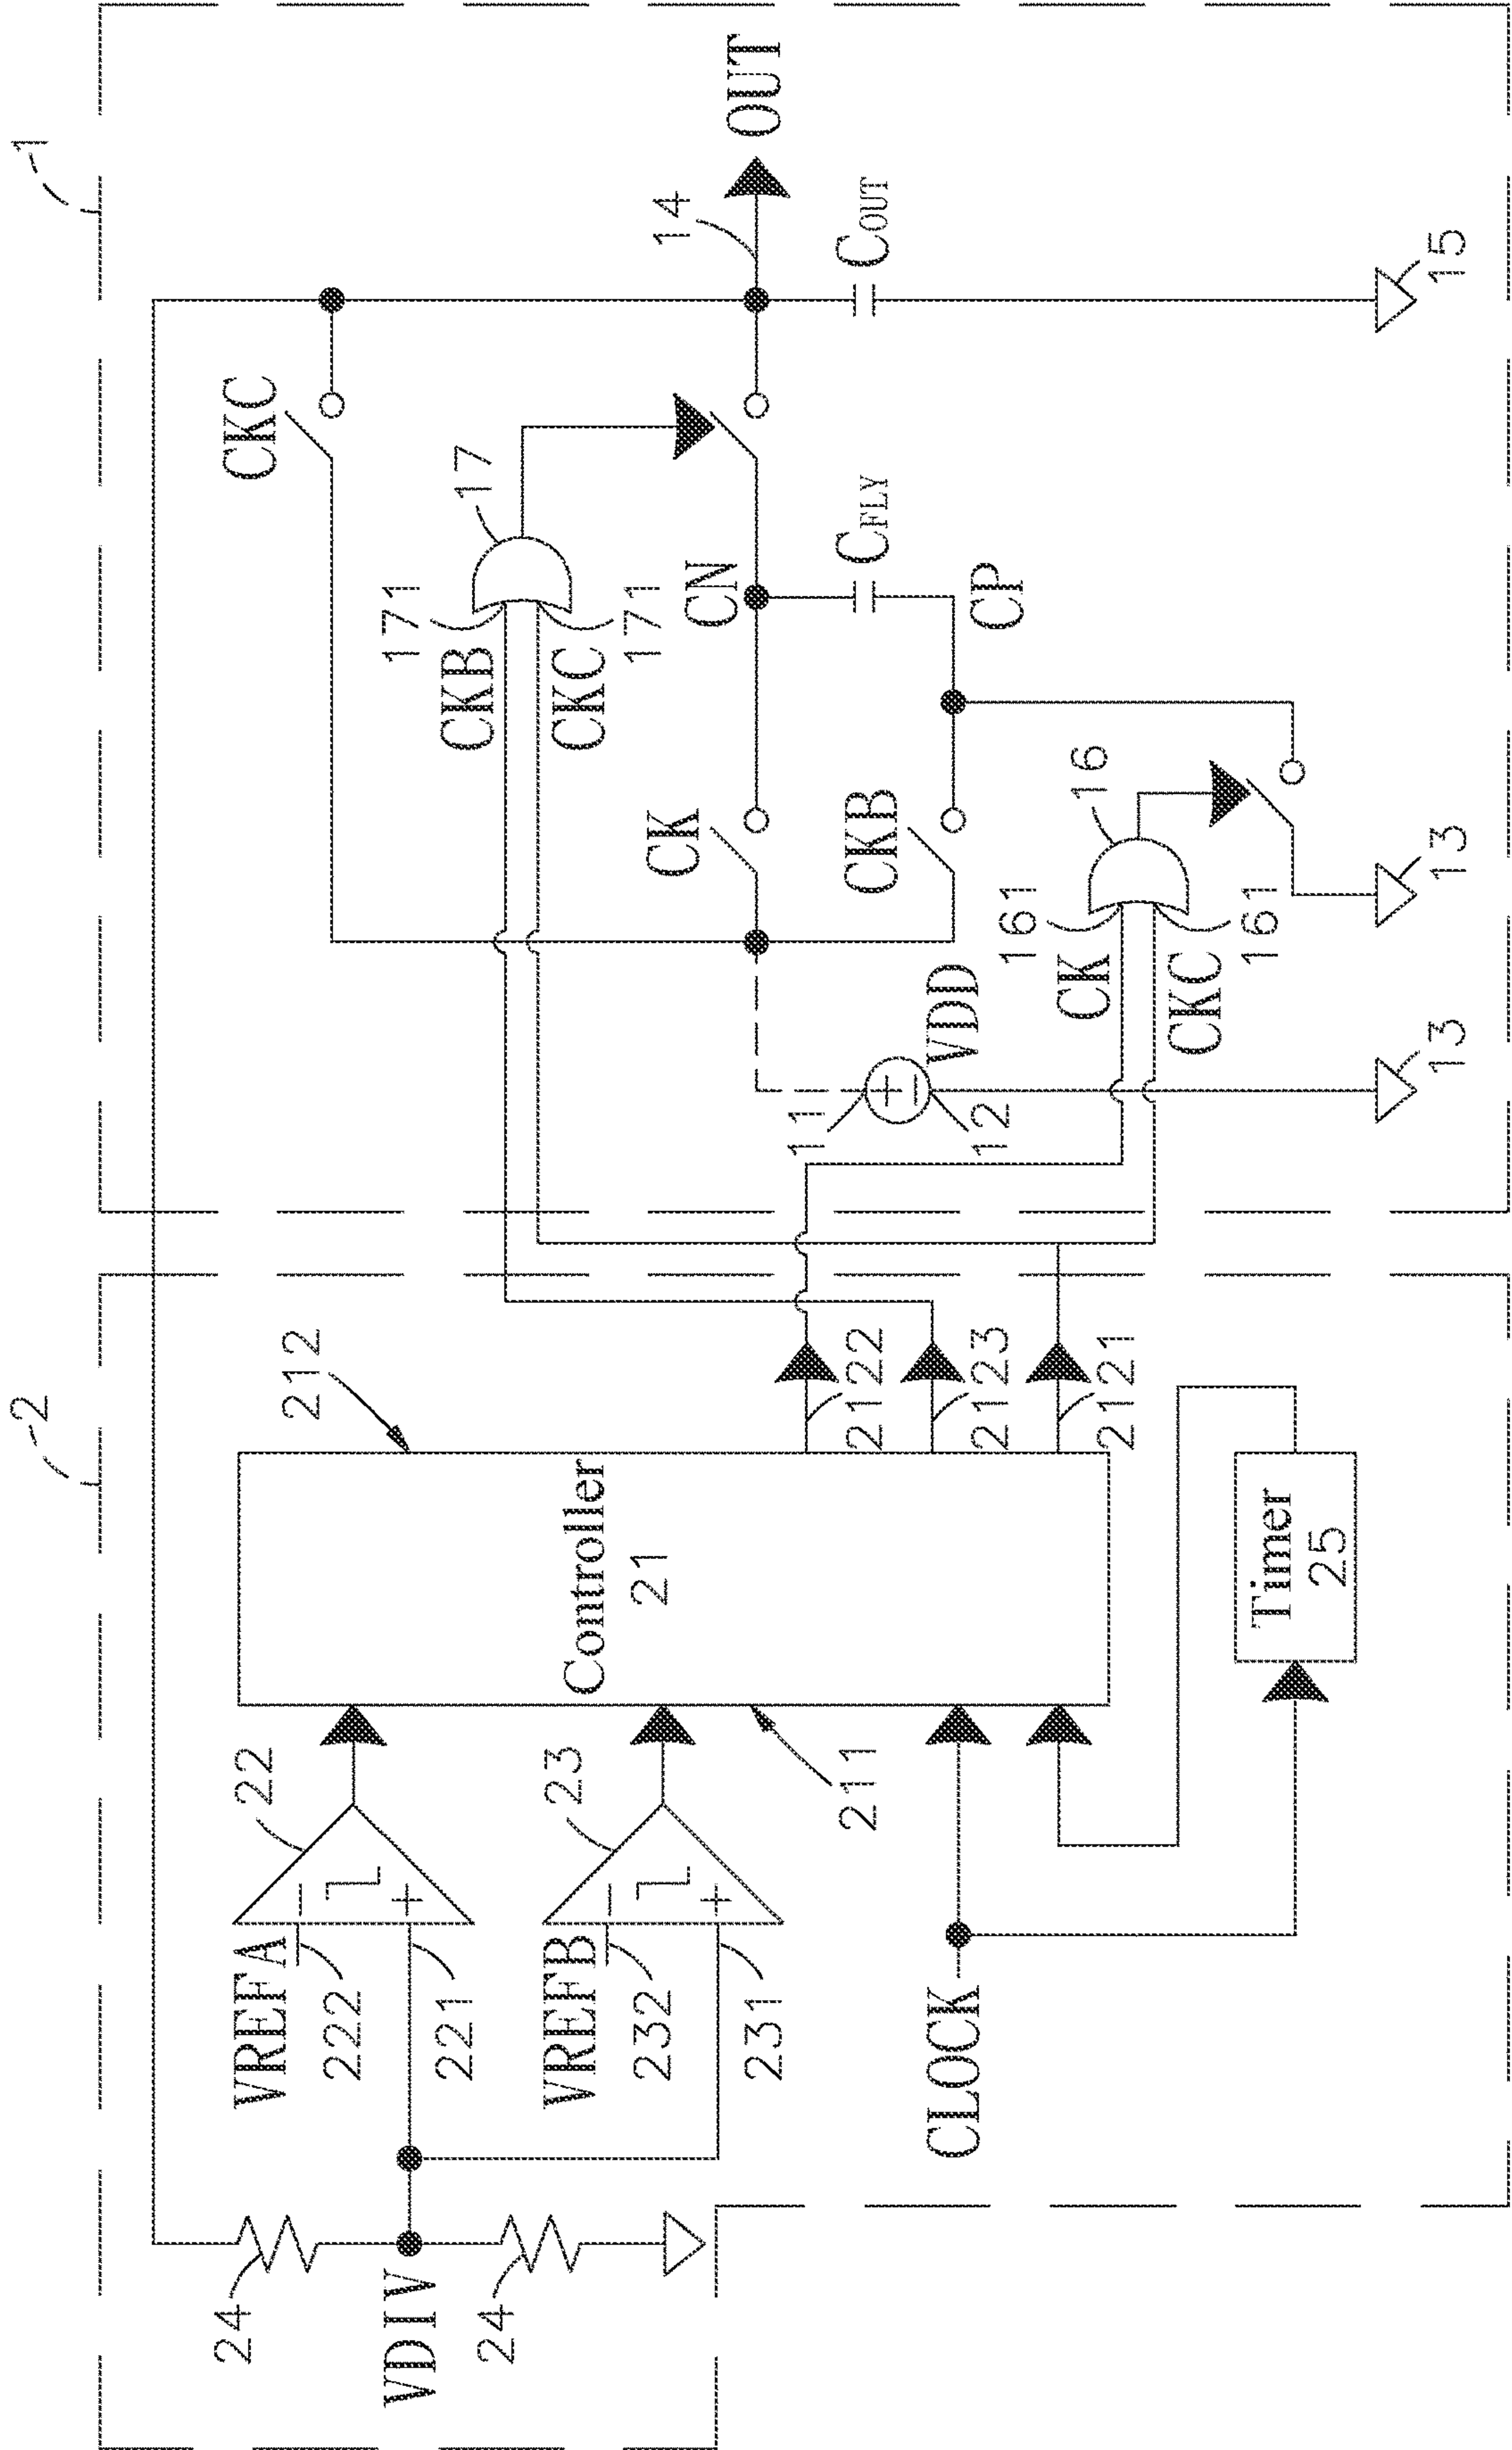 2
1
24
VDIV
24
VREFA
222
221
22
VREFB
232
231
23
CLOCK
211
Controller
21
212
Timer
25
2122
2123
2121
11
12
VDD
13
CKC
CKB
171
17
CKC
171
CK
CKB
CN
CFLY
CP
CK
161
16
CKC
161
13
14
OUT
COUT
15